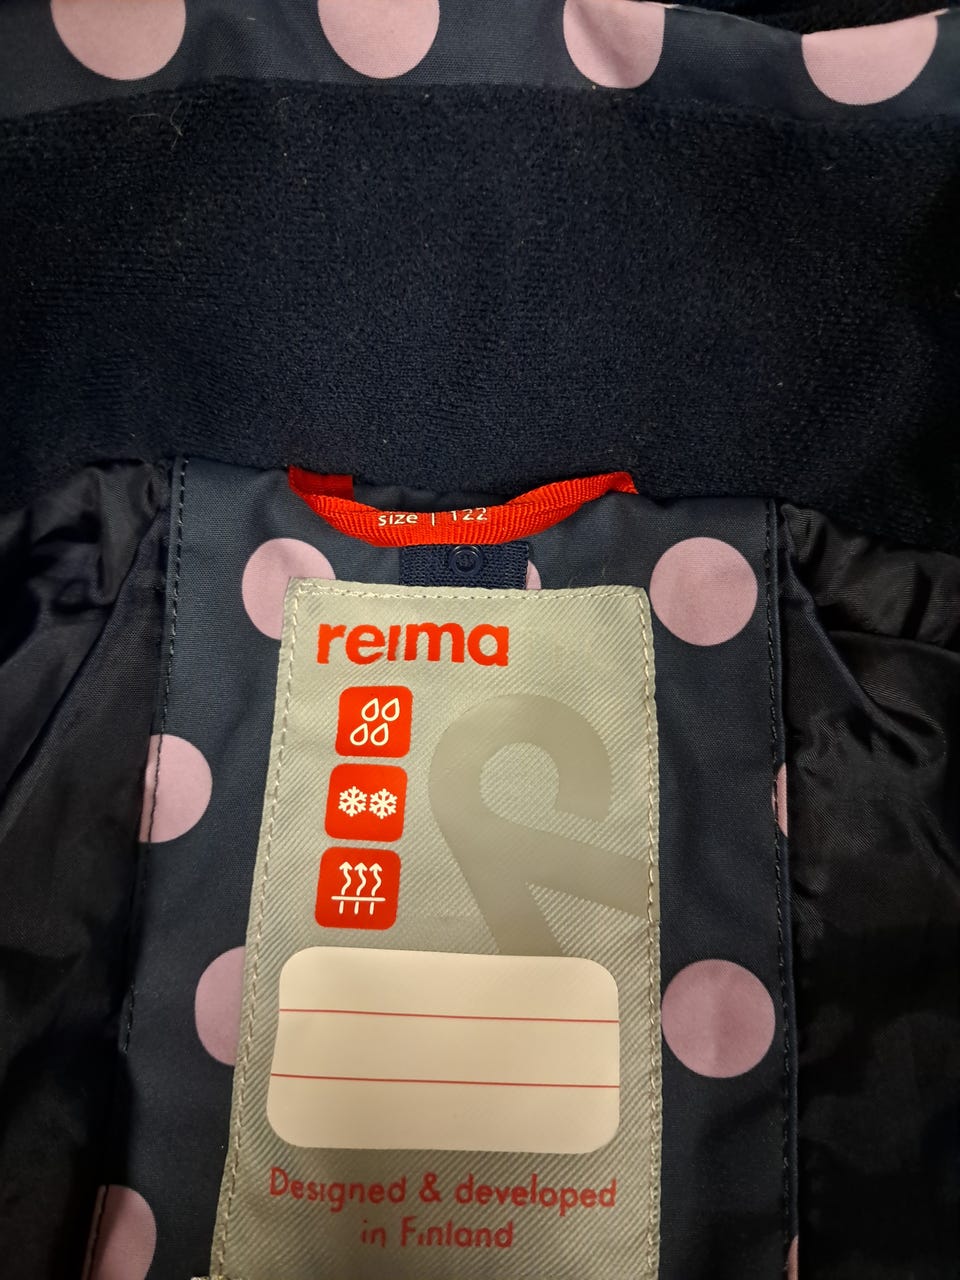 size | 122
reima
Designed & developed
in Finland